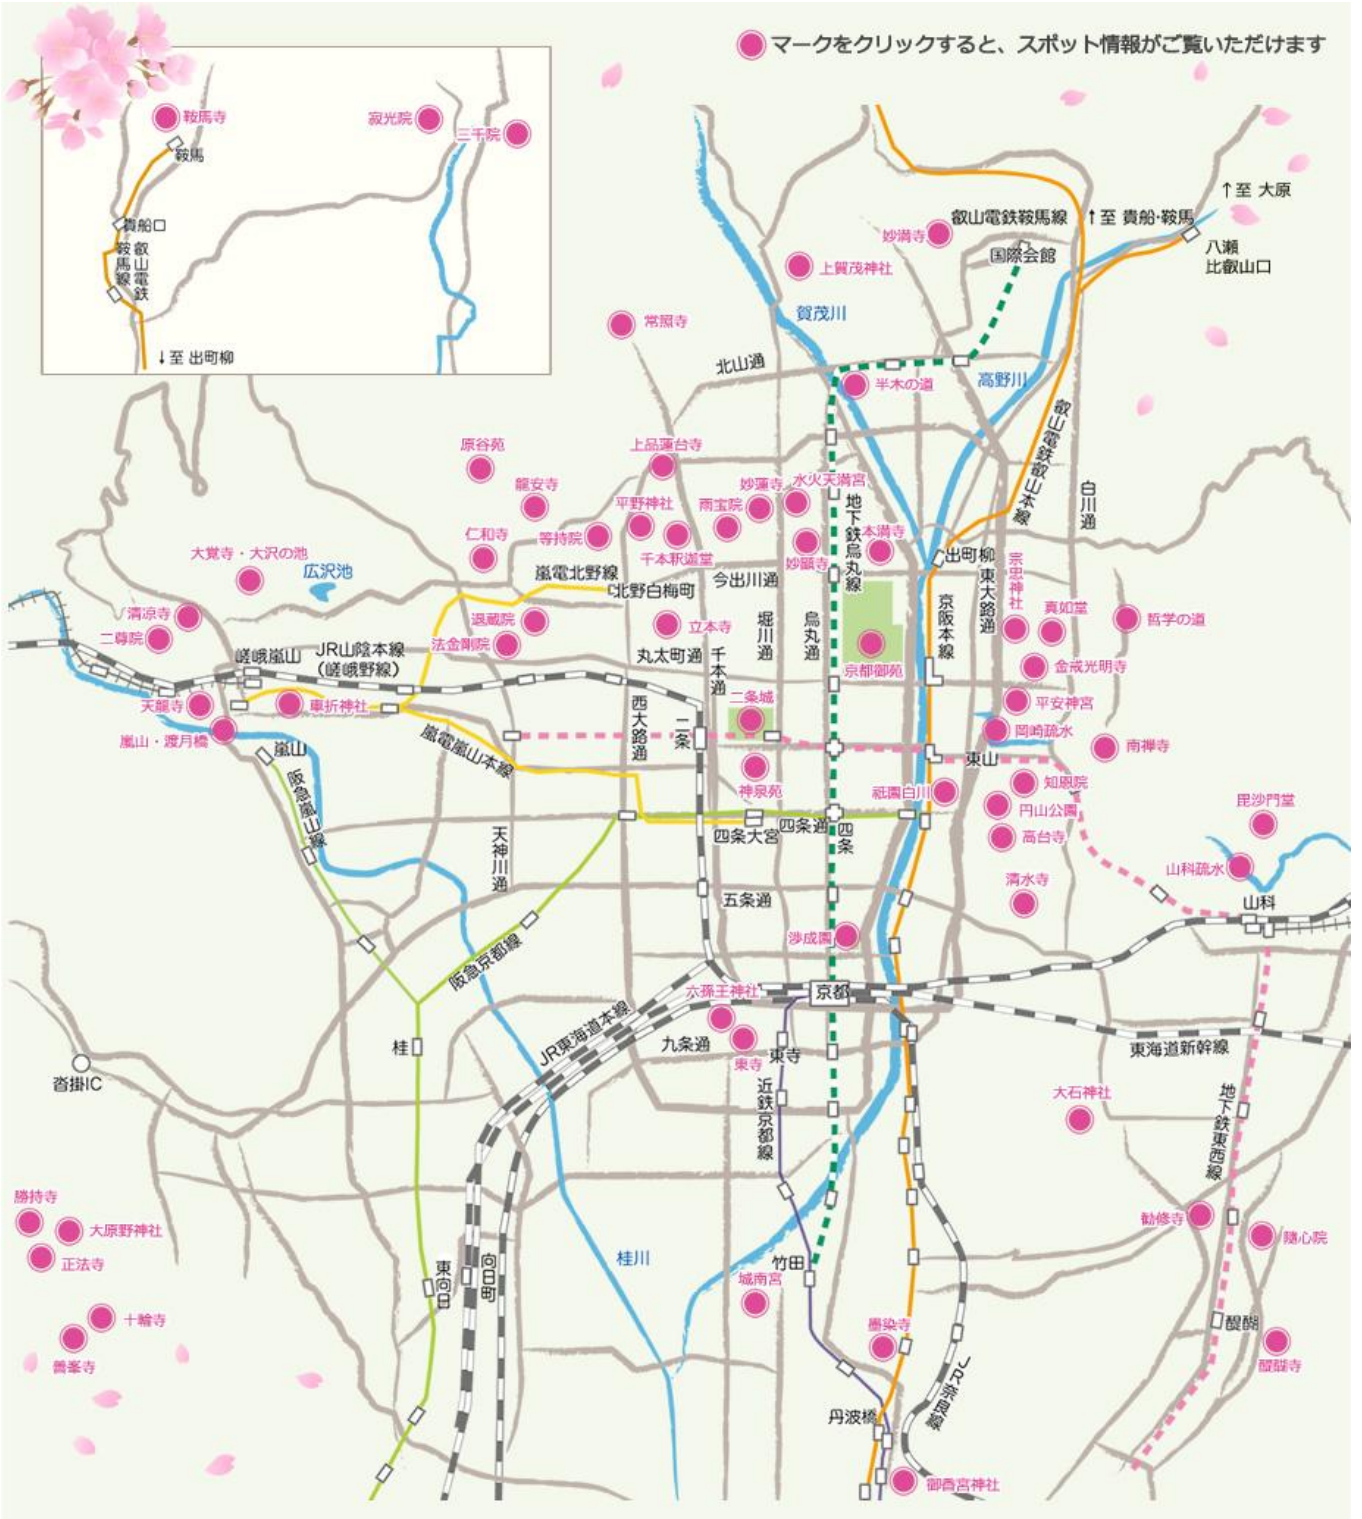 マークをクリックすると、スポット情報がご覧いただけます
鞍馬寺
鞍馬
寂光院
三千院
貴船口
叡山電鉄
鞍馬線
↓至 出町柳
↑至 大原
叡山電鉄鞍馬線
↑至 貴船・鞍馬
妙満寺
国際会館
八瀬
比叡山口
上賀茂神社
賀茂川
常照寺
北山通
半木の道
高野川
叡山電鉄叡山本線
白川通
原谷苑
上品蓮台寺
龍安寺
平野神社
雨宝院
妙蓮寺
水火天満宮
地下鉄烏丸線
仁和寺
等持院
千本釈迦堂
妙顕寺
本満寺
出町柳
大覚寺・大沢の池
広沢池
嵐電北野線
北野白梅町
今出川通
東大路通
宗忠神社
真如堂
哲学の道
清凉寺
二尊院
退蔵院
法金剛院
立本寺
堀川通
烏丸通
京都御苑
京阪本線
嵯峨嵐山
JR山陰本線
(嵯峨野線)
丸太町通
千本通
金戒光明寺
天龍寺
車折神社
西大路通
二条
二条城
平安神宮
岡崎疏水
南禅寺
嵐山・渡月橋
嵐山
嵐電嵐山本線
東山
阪急嵐山線
神泉苑
祇園白川
知恩院
円山公園
毘沙門堂
天神川通
四条大宮
四条通
四条
高台寺
山科疏水
清水寺
五条通
山科
渉成園
阪急京都線
六孫王神社
京都
JR東海道本線
九条通
東寺
東寺
桂
東海道新幹線
沓掛IC
近鉄京都線
大石神社
地下鉄東西線
勝持寺
大原野神社
正法寺
勧修寺
随心院
桂川
竹田
東向日
向日町
城南宮
十輪寺
善峯寺
墨染寺
醍醐
醍醐寺
丹波橋
JR奈良線
御香宮神社